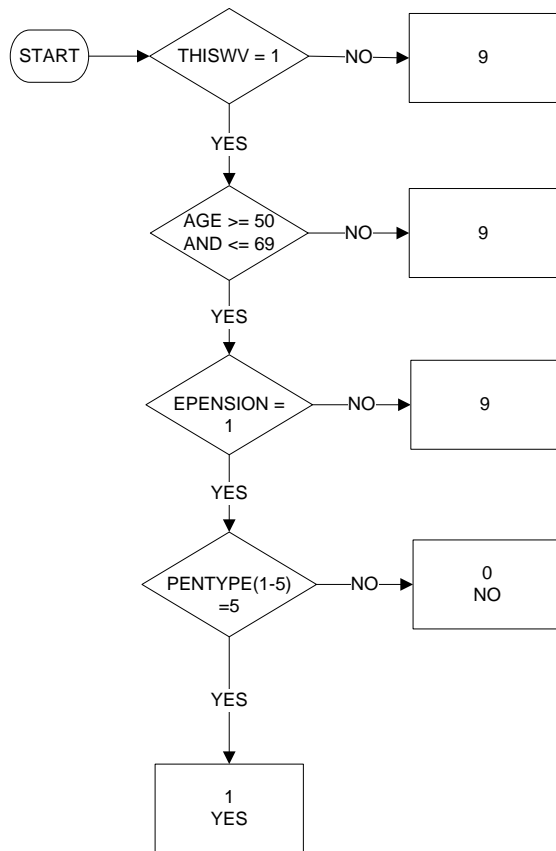 START
THISWV = 1
NO
9
YES
AGE >= 50
AND <= 69
NO
9
YES
EPENSION =
1
NO
9
YES
PENTYPE(1-5)
=5
NO
0
NO
YES
1
YES